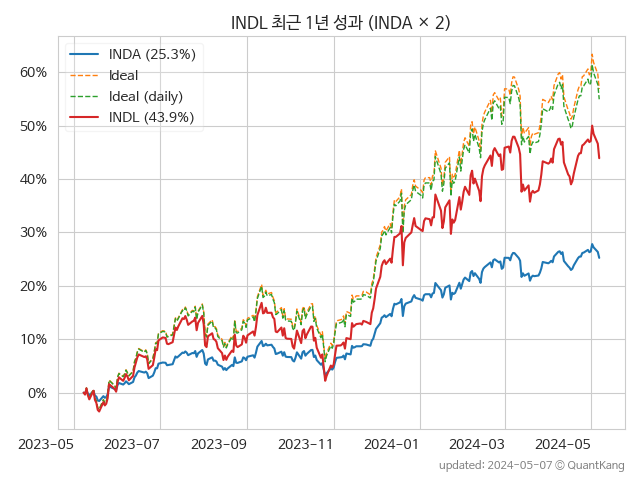 INDL 최근 1년 성과 (INDA × 2)
INDA (25.3%)
Ideal
Ideal (daily)
INDL (43.9%)
60%
50%
40%
30%
20%
10%
0%
2023−05 2023−07 2023−09 2023−11 2024−01 2024−03 2024−05
updated: 2024-05-07 © QuantKang